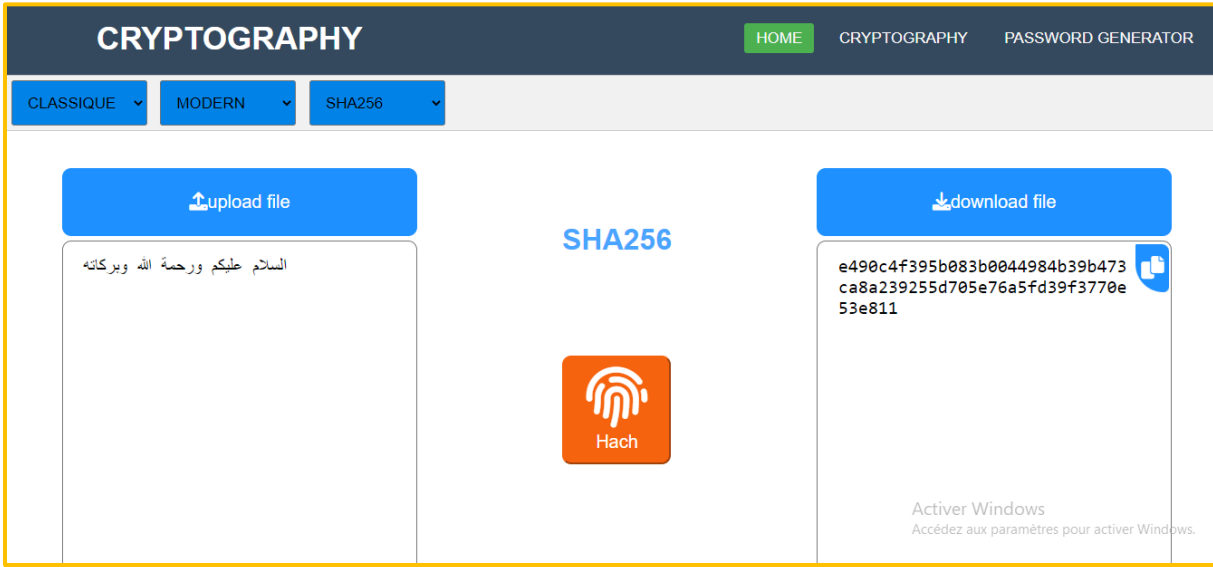 CRYPTOGRAPHY
HOME CRYPTOGRAPHY PASSWORD GENERATOR
CLASSIQUE MODERN SHA256
upload file
السلام عليكم ورحمة الله وبركاته
SHA256
Hach
download file
e490c4f395b083b0044984b39b473
ca8a239255d705e76a5fd39f3770e
53e811
Activer Windows
Accédez aux paramètres pour activer Windows.